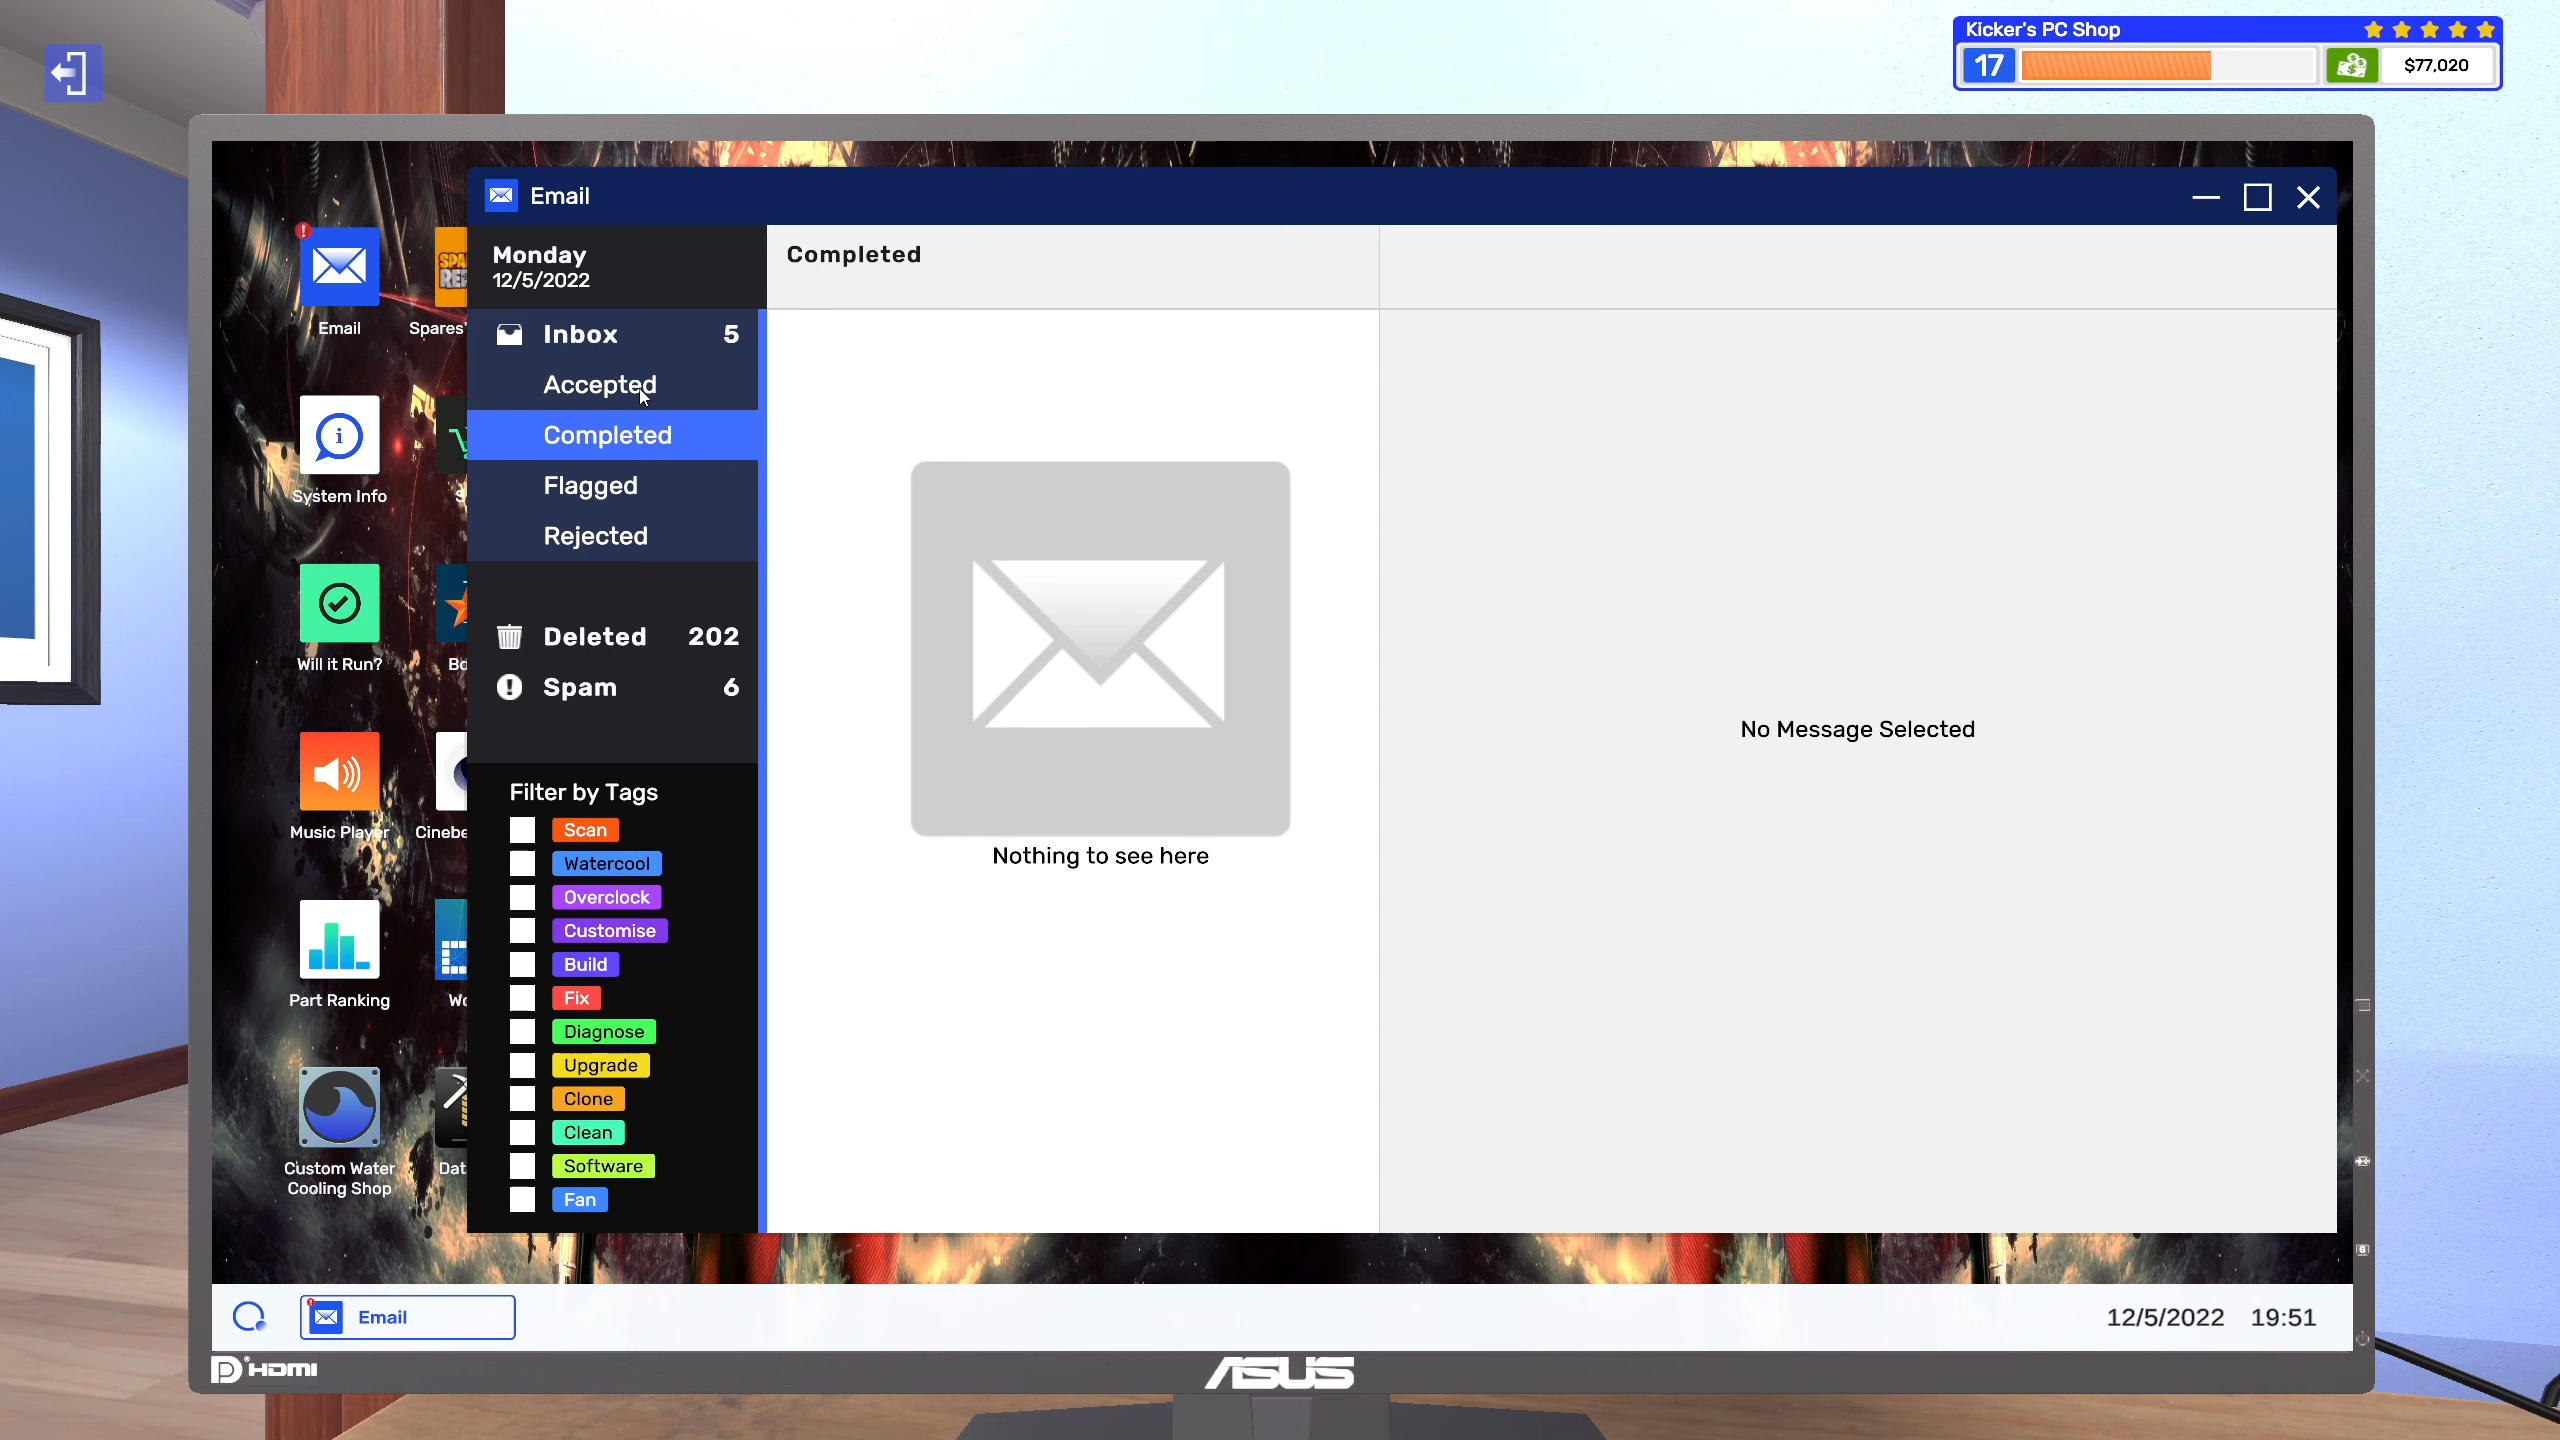 Kicker's PC Shop
17
$77,020
Email
Monday
12/5/2022
Completed
Inbox 5
Accepted
Completed
Flagged
Rejected
Deleted 202
Spam 6
Filter by Tags
Scan
Watercool
Overclock
Customise
Build
Fix
Diagnose
Upgrade
Clone
Clean
Software
Fan
Nothing to see here
No Message Selected
Email
Spares'
System Info
Will it Run?
Music Player
Cinebe
Part Ranking
Custom Water
Cooling Shop
Dat
Email
12/5/2022 19:51
HDMI
ASUS